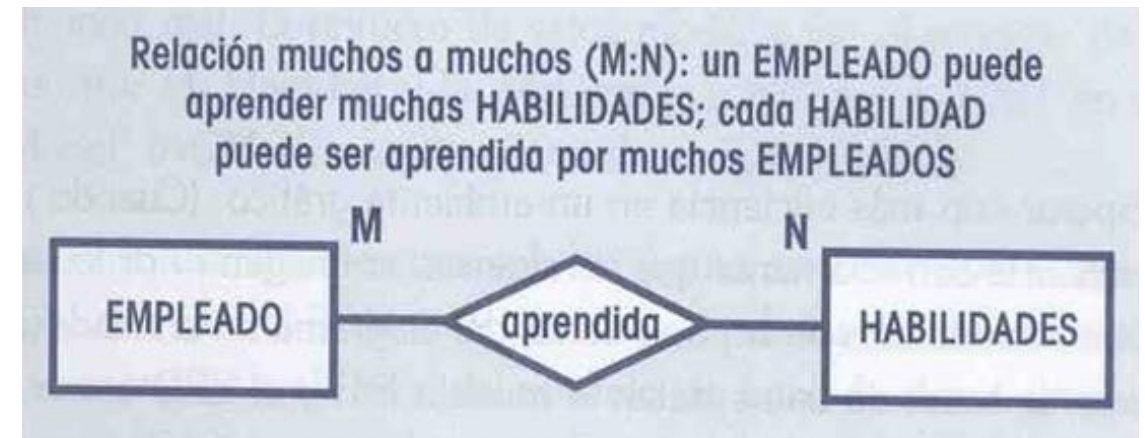 Relación muchos a muchos (M:N): un EMPLEADO puede
aprender muchas HABILIDADES; cada HABILIDAD
puede ser aprendida por muchos EMPLEADOS
M
N
EMPLEADO
aprendida
HABILIDADES